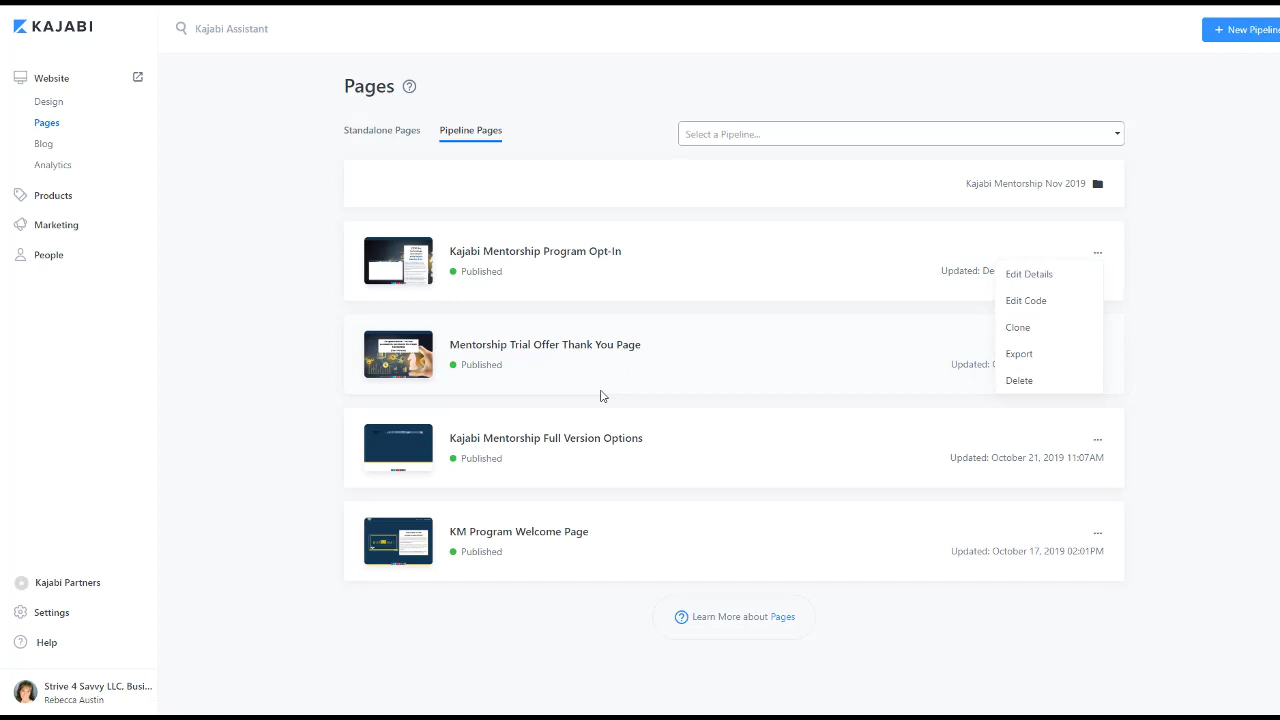 KAJABI
Kajabi Assistant
+ New Pipeline
Website
Design
Pages
Blog
Analytics
Products
Marketing
People
Kajabi Partners
Settings
Help
Strive 4 Savvy LLC, Busi...
Rebecca Austin
Pages
Standalone Pages
Pipeline Pages
Select a Pipeline...
Kajabi Mentorship Nov 2019
Kajabi Mentorship Program Opt-In
Published
Updated: De
Edit Details
Edit Code
Clone
Export
Delete
Mentorship Trial Offer Thank You Page
Published
Updated:
Kajabi Mentorship Full Version Options
Published
Updated: October 21, 2019 11:07AM
KM Program Welcome Page
Published
Updated: October 17, 2019 02:01PM
Learn More about Pages